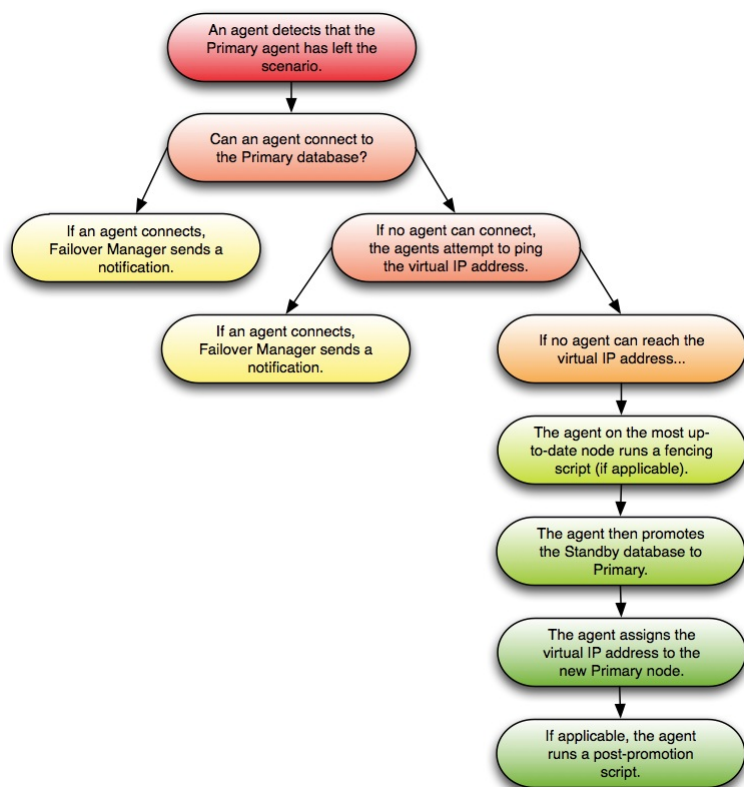 An agent detects that the
Primary agent has left the
scenario.
Can an agent connect to
the Primary database?
If an agent connects,
Failover Manager sends a
notification.
If no agent can connect,
the agents attempt to ping
the virtual IP address.
If an agent connects,
Failover Manager sends a
notification.
If no agent can reach the
virtual IP address...
The agent on the most up-
to-date node runs a fencing
script (if applicable).
The agent then promotes
the Standby database to
Primary.
The agent assigns the
virtual IP address to the
new Primary node.
If applicable, the agent
runs a post-promotion
script.